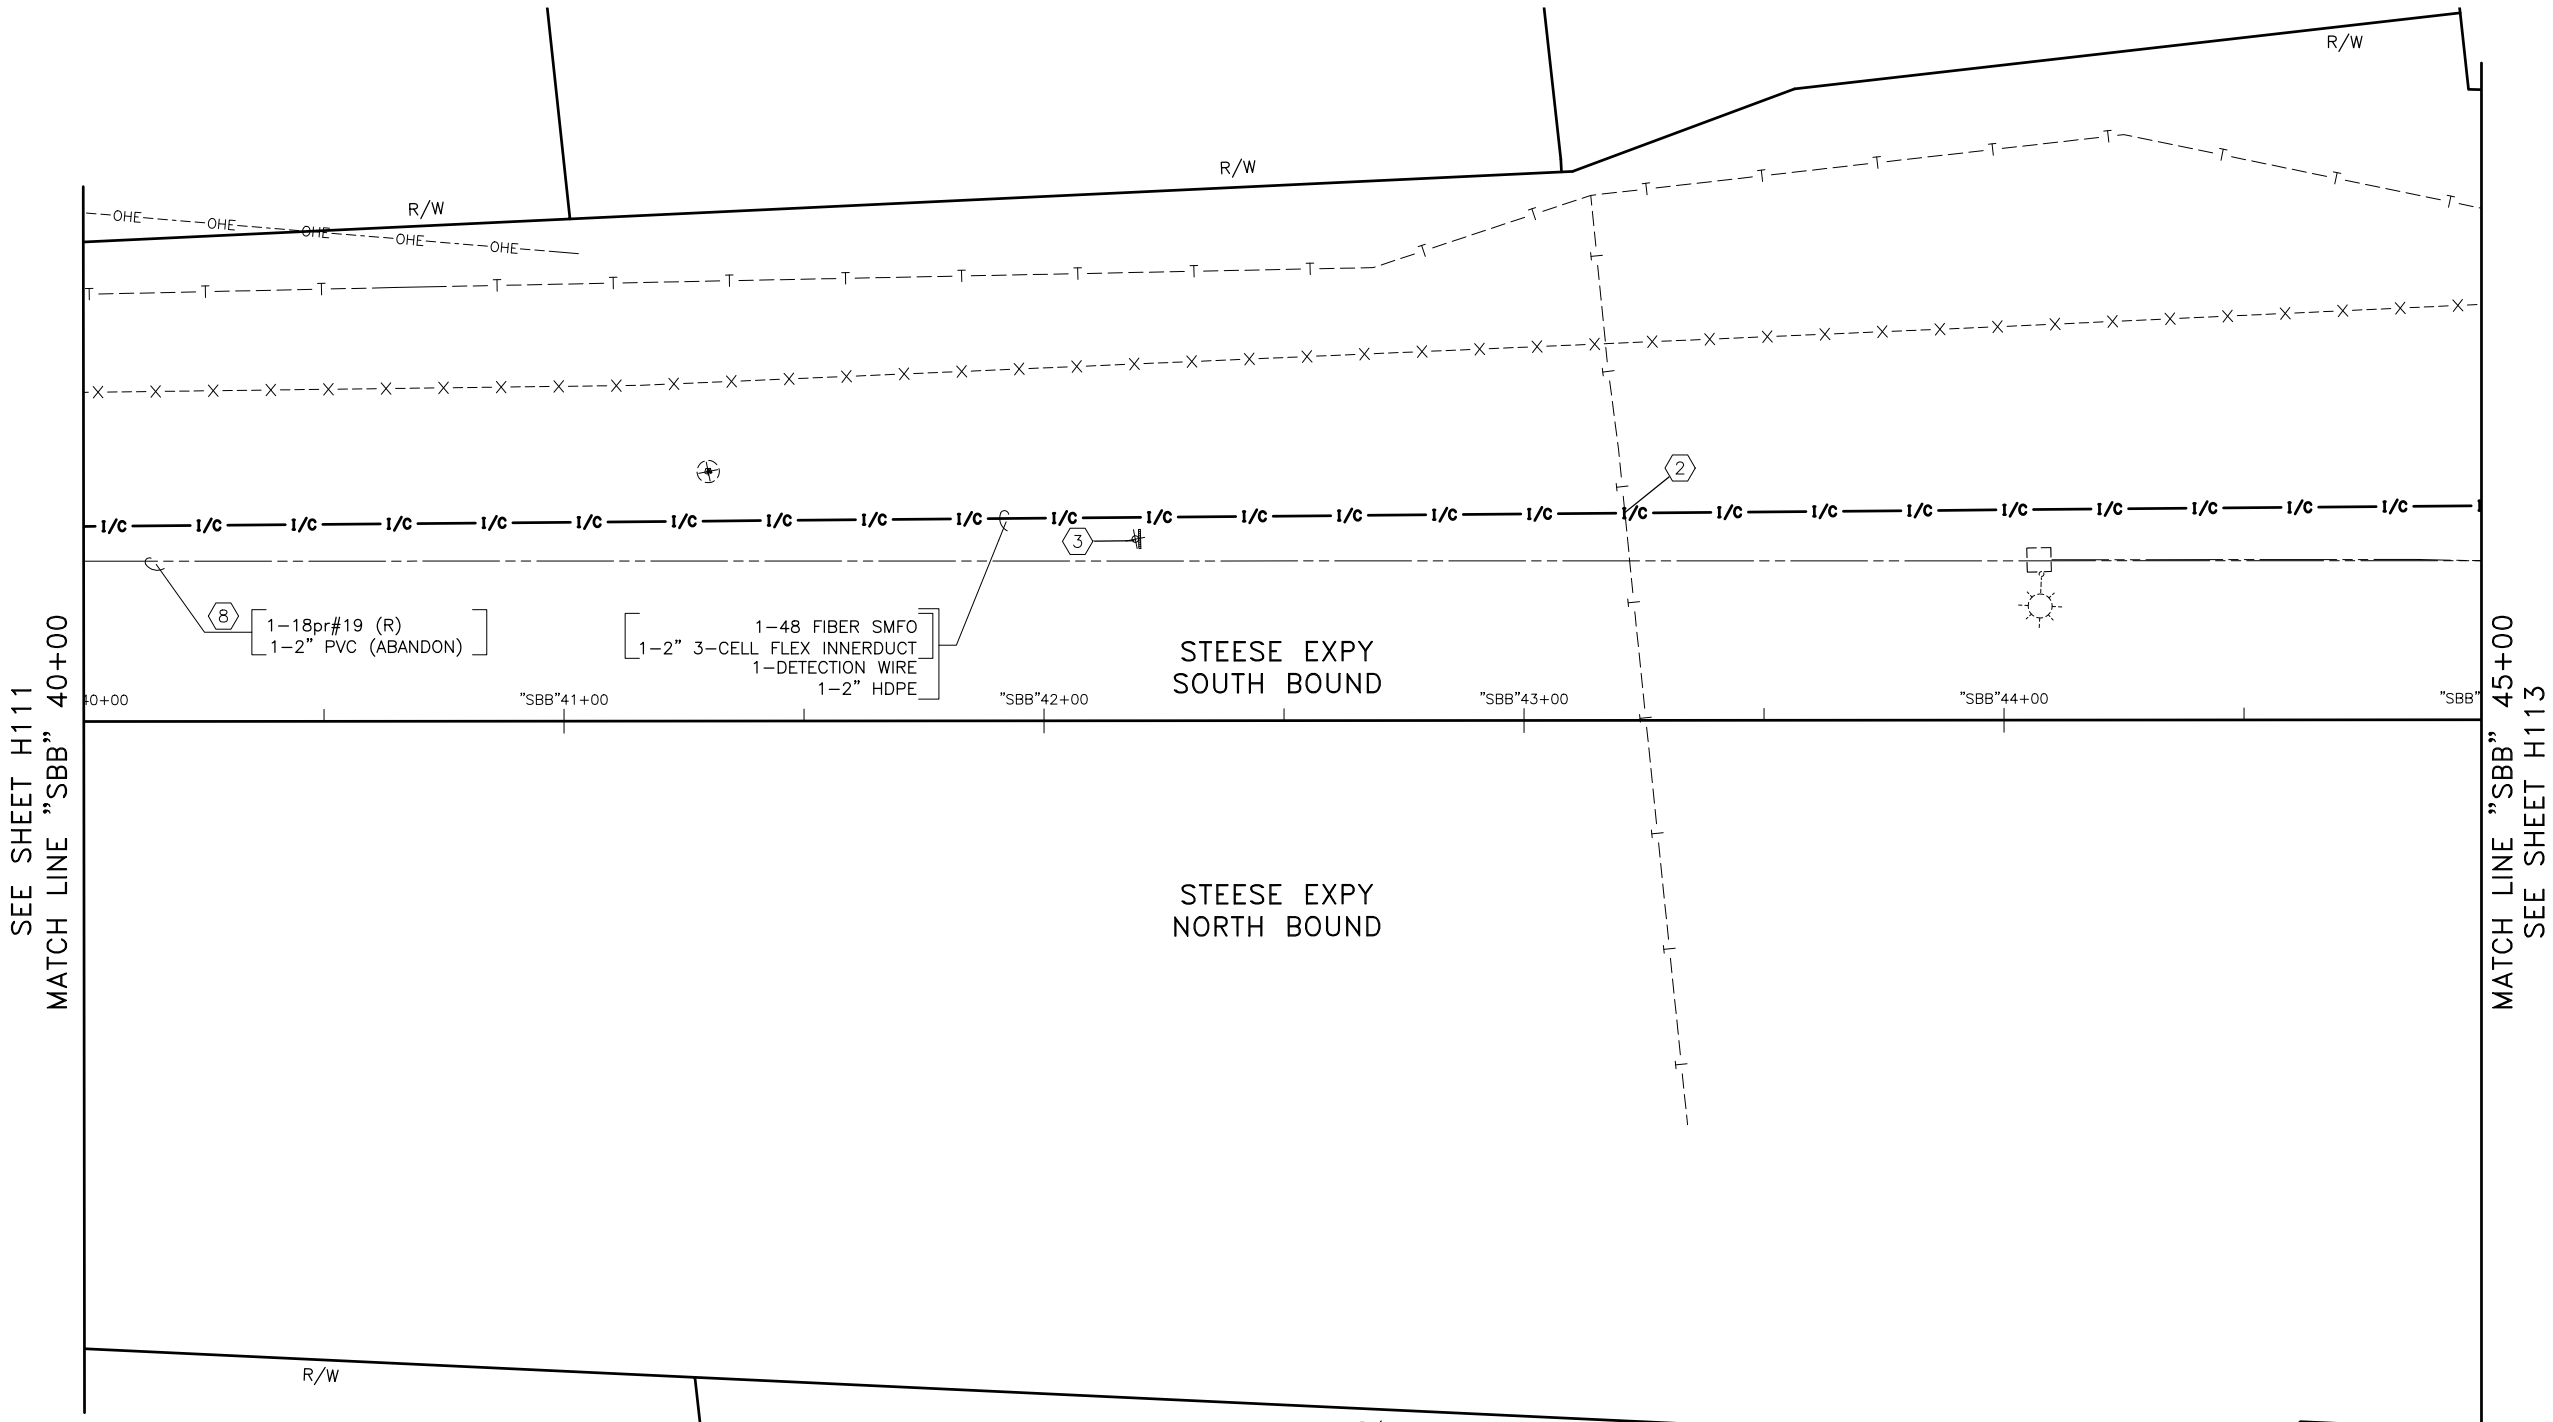 R/W
R/W
R/W
OHE OHE OHE OHE OHE
T T T T T T T T T T T T T T T T T T T T T
X X X X X X X X X X X X X X X X X X X X X X X X X X X X X X X X X X X X X X X X X X
2
I/C I/C I/C I/C I/C I/C I/C I/C I/C I/C I/C I/C I/C I/C I/C I/C I/C I/C I/C I/C I/C I/C I/C I/C I/C
3
8
1-18pr#19 (R)
1-2" PVC (ABANDON)
1-48 FIBER SMFO
1-2" 3-CELL FLEX INNERDUCT
1-DETECTION WIRE
1-2" HDPE
STEESE EXPY
SOUTH BOUND
40+00 "SBB"41+00 "SBB"42+00 "SBB"43+00 "SBB"44+00 "SBB"
STEESE EXPY
NORTH BOUND
SEE SHEET H111
MATCH LINE "SBB" 40+00
MATCH LINE "SBB" 45+00
SEE SHEET H113
R/W